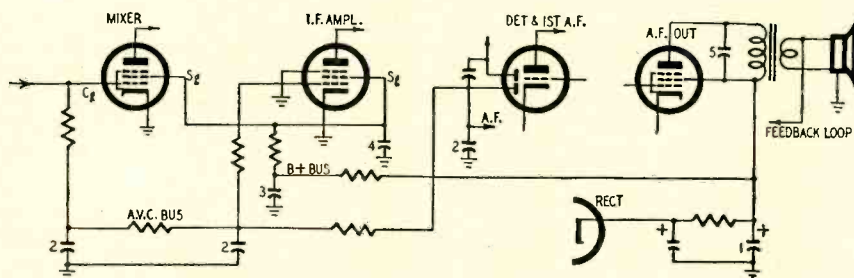 MIXER
I.F. AMPL.
DET & IST A.F.
A.F. OUT
5
Sg
Sg
Cg
4
A.F.
2
FEEDBACK LOOP
B+ BUS
3
RECT
A.V.C. BUS
2
2
+
1
+